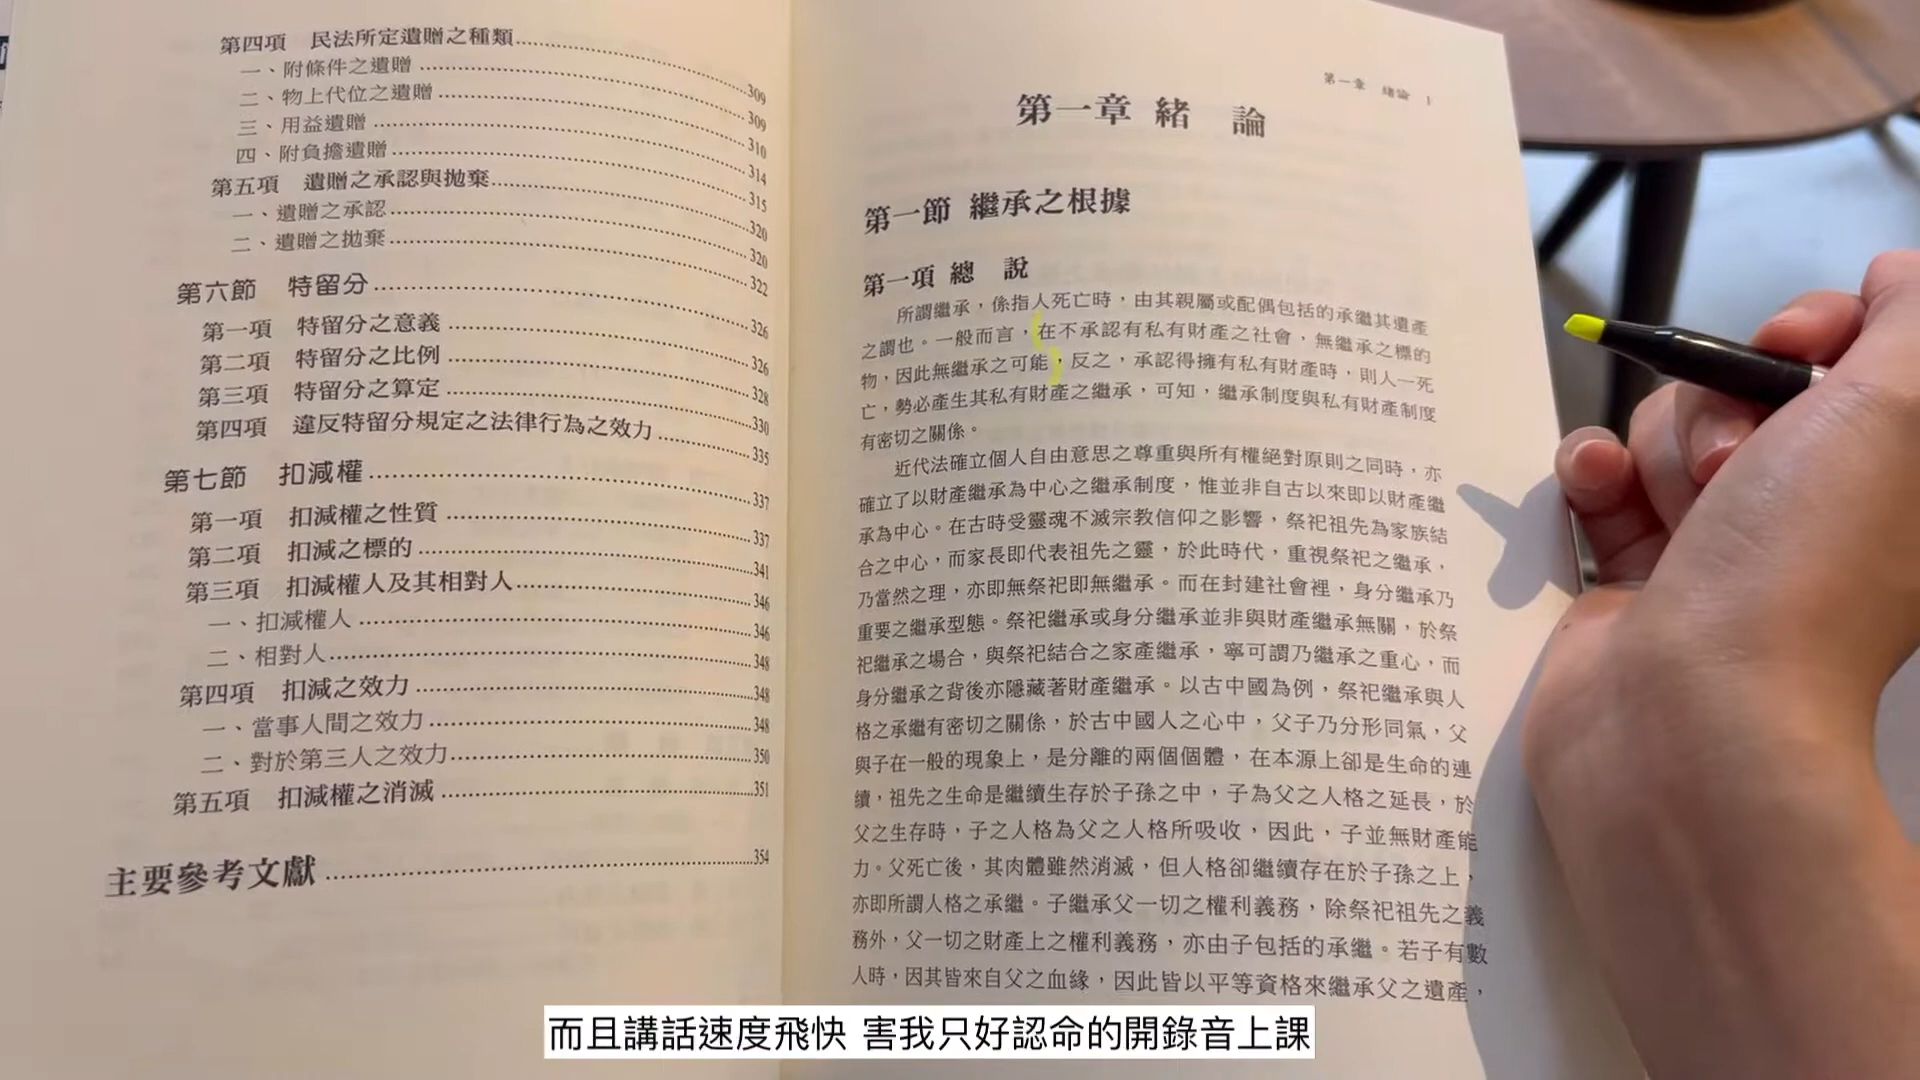 第四項 民法所定遺贈之種類......309
一、附條件之遺贈......309
二、物上代位之遺贈......310
三、用益遺贈......314
四、附負擔遺贈......315
第五項 遺贈之承認與拋棄......320
一、遺贈之承認......320
二、遺贈之拋棄......322
第六節 特留分......326
第一項 特留分之意義......326
第二項 特留分之比例......328
第三項 特留分之算定......330
第四項 違反特留分規定之法律行為之效力......335
第七節 扣減權......337
第一項 扣減權之性質......337
第二項 扣減之標的......341
第三項 扣減權人及其相對人......346
一、扣減權人......346
二、相對人......348
第四項 扣減之效力......348
一、當事人間之效力......348
二、對於第三人之效力......350
第五項 扣減權之消滅......351
主要參考文獻......354
第一章 緒論 1
第一章 緒 論
第一節 繼承之根據
第一項 總 說
所謂繼承，係指人死亡時，由其親屬或配偶包括的承繼其遺產
之謂也。一般而言，在不承認有私有財產之社會，無繼承之標的
物，因此無繼承之可能，反之，承認得擁有私有財產時，則人一死
亡，勢必產生其私有財產之繼承，可知，繼承制度與私有財產制度
有密切之關係。
近代法確立個人自由意思之尊重與所有權絕對原則之同時，亦
確立了以財產繼承為中心之繼承制度，惟並非自古以來即以財產繼
承為中心。在古時受靈魂不滅宗教信仰之影響，祭祀祖先為家族結
合之中心，而家長即代表祖先之靈，於此時代，重視祭祀之繼承，
乃當然之理，亦即無祭祀即無繼承。而在封建社會裡，身分繼承乃
重要之繼承型態。祭祀繼承或身分繼承並非與財產繼承無關，於祭
祀繼承之場合，與祭祀結合之家產繼承，寧可謂乃繼承之重心，而
身分繼承之背後亦隱藏著財產繼承。以古中國為例，祭祀繼承與人
格之承繼有密切之關係，於古中國人之心中，父子乃分形同氣，父
與子在一般的現象上，是分離的兩個個體，在本源上卻是生命的連
續，祖先之生命是繼續生存於子孫之中，子為父之人格之延長，於
父之生存時，子之人格為父之人格所吸收，因此，子並無財產能
力。父死亡後，其肉體雖然消滅，但人格卻繼續存在於子孫之上，
亦即所謂人格之承繼。子繼承父一切之權利義務，除祭祀祖先之義
務外，父一切之財產上之權利義務，亦由子包括的承繼。若子有數
人時，因其皆來自父之血緣，因此皆以平等資格來繼承父之遺產，
而且講話速度飛快 害我只好認命的開錄音上課